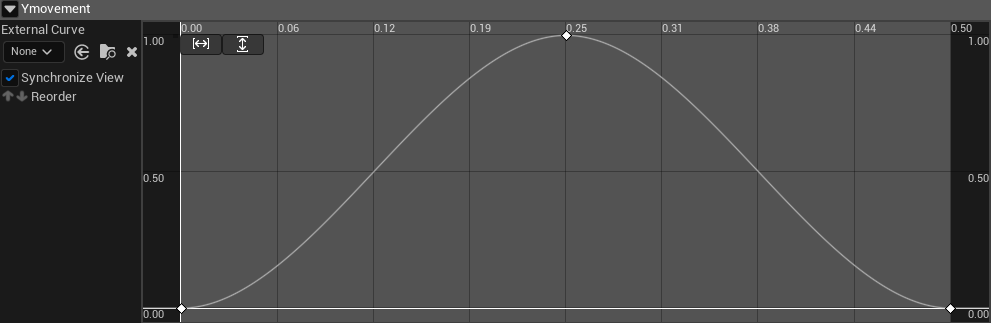 Ymovement
External Curve
None
Synchronize View
Reorder
0.00 0.06 0.12 0.19 0.25 0.31 0.38 0.44 0.50
1.00 1.00
0.50 0.50
0.00 0.00